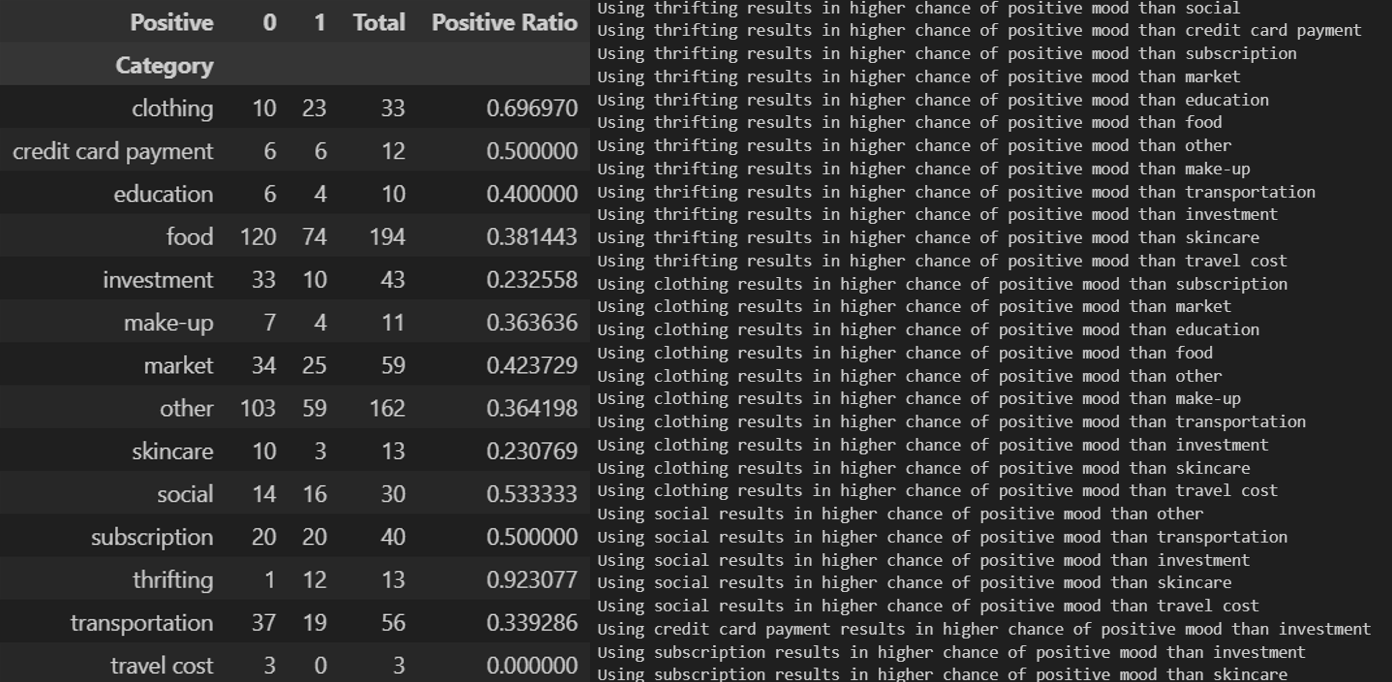 Positive 0 1 Total Positive Ratio
Category
clothing 10 23 33 0.696970
credit card payment 6 6 12 0.500000
education 6 4 10 0.400000
food 120 74 194 0.381443
investment 33 10 43 0.232558
make-up 7 4 11 0.363636
market 34 25 59 0.423729
other 103 59 162 0.364198
skincare 10 3 13 0.230769
social 14 16 30 0.533333
subscription 20 20 40 0.500000
thrifting 1 12 13 0.923077
transportation 37 19 56 0.339286
travel cost 3 0 3 0.000000
Using thrifting results in higher chance of positive mood than social
Using thrifting results in higher chance of positive mood than credit card payment
Using thrifting results in higher chance of positive mood than subscription
Using thrifting results in higher chance of positive mood than market
Using thrifting results in higher chance of positive mood than education
Using thrifting results in higher chance of positive mood than food
Using thrifting results in higher chance of positive mood than other
Using thrifting results in higher chance of positive mood than make-up
Using thrifting results in higher chance of positive mood than transportation
Using thrifting results in higher chance of positive mood than investment
Using thrifting results in higher chance of positive mood than skincare
Using thrifting results in higher chance of positive mood than travel cost
Using clothing results in higher chance of positive mood than subscription
Using clothing results in higher chance of positive mood than market
Using clothing results in higher chance of positive mood than education
Using clothing results in higher chance of positive mood than food
Using clothing results in higher chance of positive mood than other
Using clothing results in higher chance of positive mood than make-up
Using clothing results in higher chance of positive mood than transportation
Using clothing results in higher chance of positive mood than investment
Using clothing results in higher chance of positive mood than skincare
Using clothing results in higher chance of positive mood than travel cost
Using social results in higher chance of positive mood than other
Using social results in higher chance of positive mood than transportation
Using social results in higher chance of positive mood than investment
Using social results in higher chance of positive mood than skincare
Using social results in higher chance of positive mood than travel cost
Using credit card payment results in higher chance of positive mood than investment
Using subscription results in higher chance of positive mood than investment
Using subscription results in higher chance of positive mood than skincare